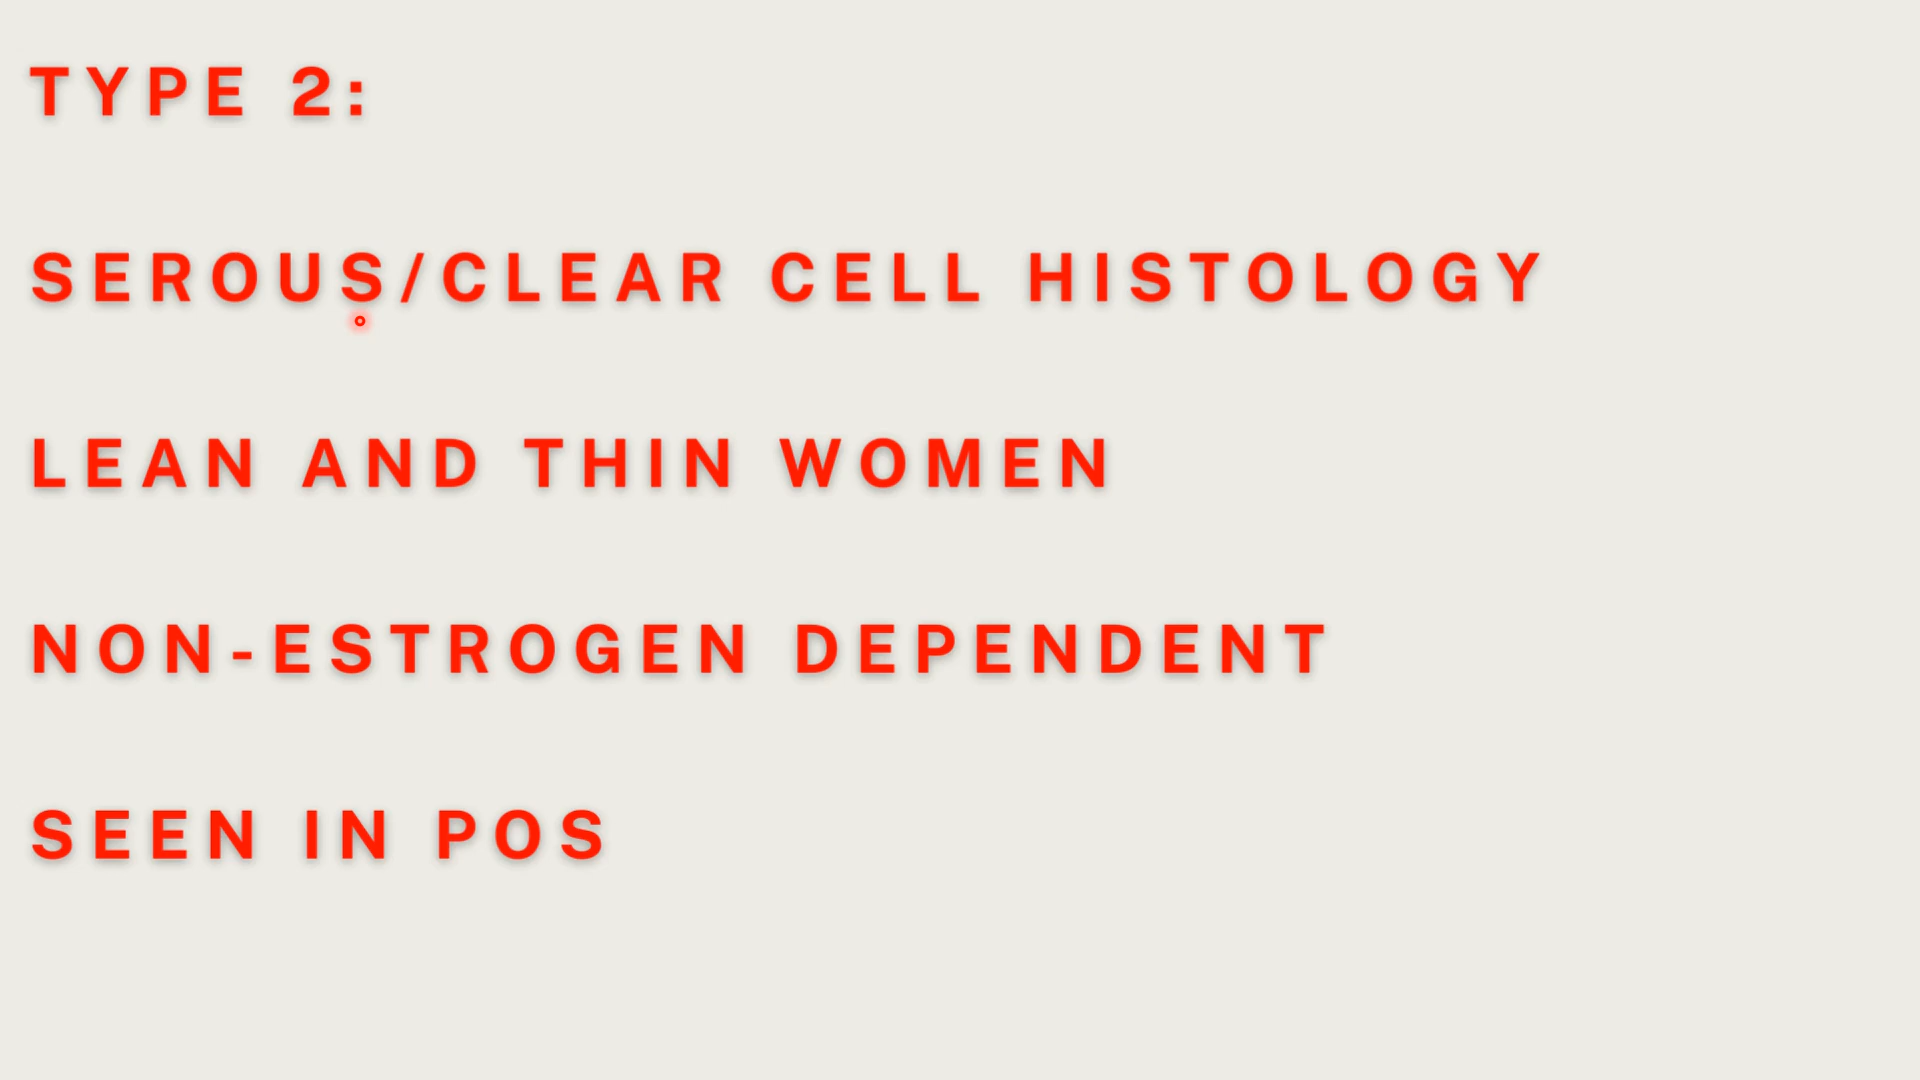 TYPE 2:
SEROUS/CLEAR CELL HISTOLOGY
LEAN AND THIN WOMEN
NON-ESTROGEN DEPENDENT
SEEN IN POS